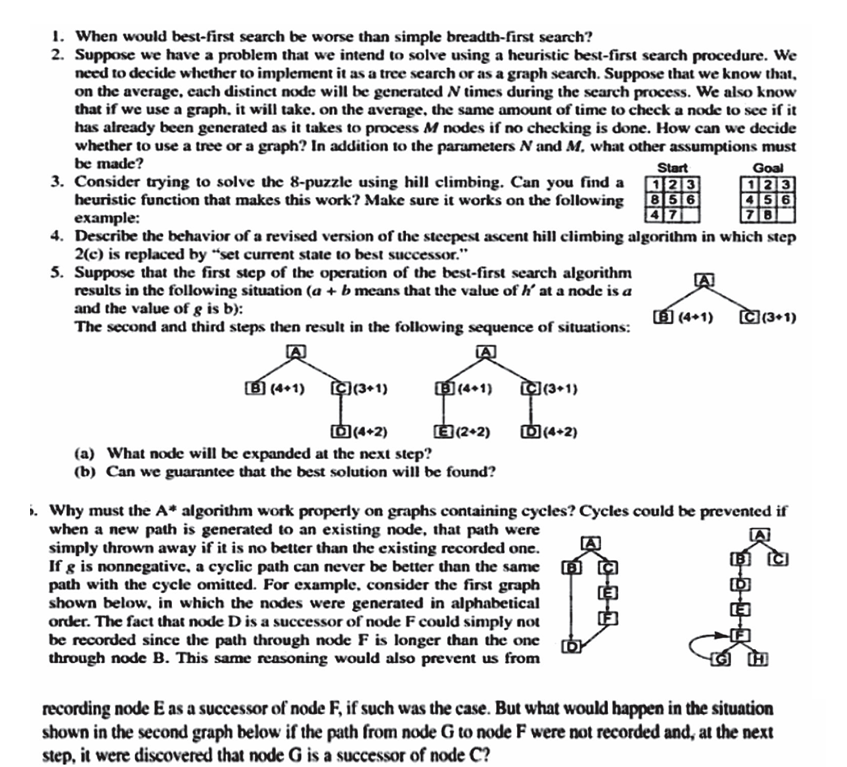 1. When would best-first search be worse than simple breadth-first search?
2. Suppose we have a problem that we intend to solve using a heuristic best-first search procedure. We
need to decide whether to implement it as a tree search or as a graph search. Suppose that we know that,
on the average, each distinct node will be generated N times during the search process. We also know
that if we use a graph, it will take, on the average, the same amount of time to check a node to see if it
has already been generated as it takes to process M nodes if no checking is done. How can we decide
whether to use a tree or a graph? In addition to the parameters N and M, what other assumptions must
be made?
3. Consider trying to solve the 8-puzzle using hill climbing. Can you find a
heuristic function that makes this work? Make sure it works on the following
example:
Start
1 2 3
8 5 6
4 7
Goal
1 2 3
4 5 6
7 8
4. Describe the behavior of a revised version of the steepest ascent hill climbing algorithm in which step
2(c) is replaced by “set current state to best successor.”
5. Suppose that the first step of the operation of the best-first search algorithm
results in the following situation (a + b means that the value of h′ at a node is a
and the value of g is b):
The second and third steps then result in the following sequence of situations:
A
B (4+1) C (3+1)
A
B (4+1) C (3+1)
D (4+2)
A
B (4+1) C (3+1)
E (2+2) D (4+2)
(a) What node will be expanded at the next step?
(b) Can we guarantee that the best solution will be found?
. Why must the A* algorithm work properly on graphs containing cycles? Cycles could be prevented if
when a new path is generated to an existing node, that path were
simply thrown away if it is no better than the existing recorded one.
If g is nonnegative, a cyclic path can never be better than the same
path with the cycle omitted. For example, consider the first graph
shown below, in which the nodes were generated in alphabetical
order. The fact that node D is a successor of node F could simply not
be recorded since the path through node F is longer than the one
through node B. This same reasoning would also prevent us from
A
B C
E
F
D
A
B C
D
E
F
G H
recording node E as a successor of node F, if such was the case. But what would happen in the situation
shown in the second graph below if the path from node G to node F were not recorded and, at the next
step, it were discovered that node G is a successor of node C?